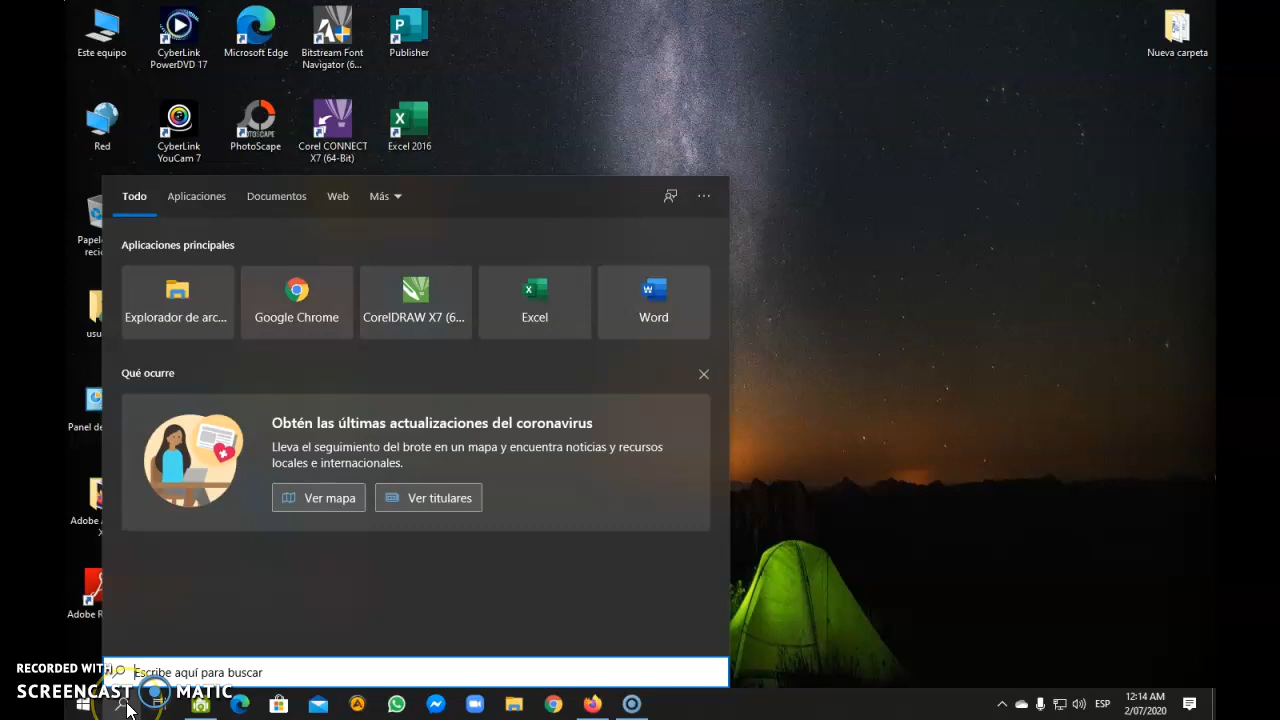 Este equipo
CyberLink
PowerDVD 17
Microsoft Edge
Bitstream Font
Navigator (6...
Publisher
Nueva carpeta
Red
CyberLink
YouCam 7
PhotoScape
Corel CONNECT
X7 (64-Bit)
Excel 2016
Todo
Aplicaciones
Documentos
Web
Más
Aplicaciones principales
Explorador de arc...
Google Chrome
CorelDRAW X7 (6...
Excel
Word
Qué ocurre
Obtén las últimas actualizaciones del coronavirus
Lleva el seguimiento del brote en un mapa y encuentra noticias y recursos
locales e internacionales.
Ver mapa
Ver titulares
Escribe aquí para buscar
RECORDED WITH
SCREENCAST MATIC
ESP
12:14 AM
2/07/2020